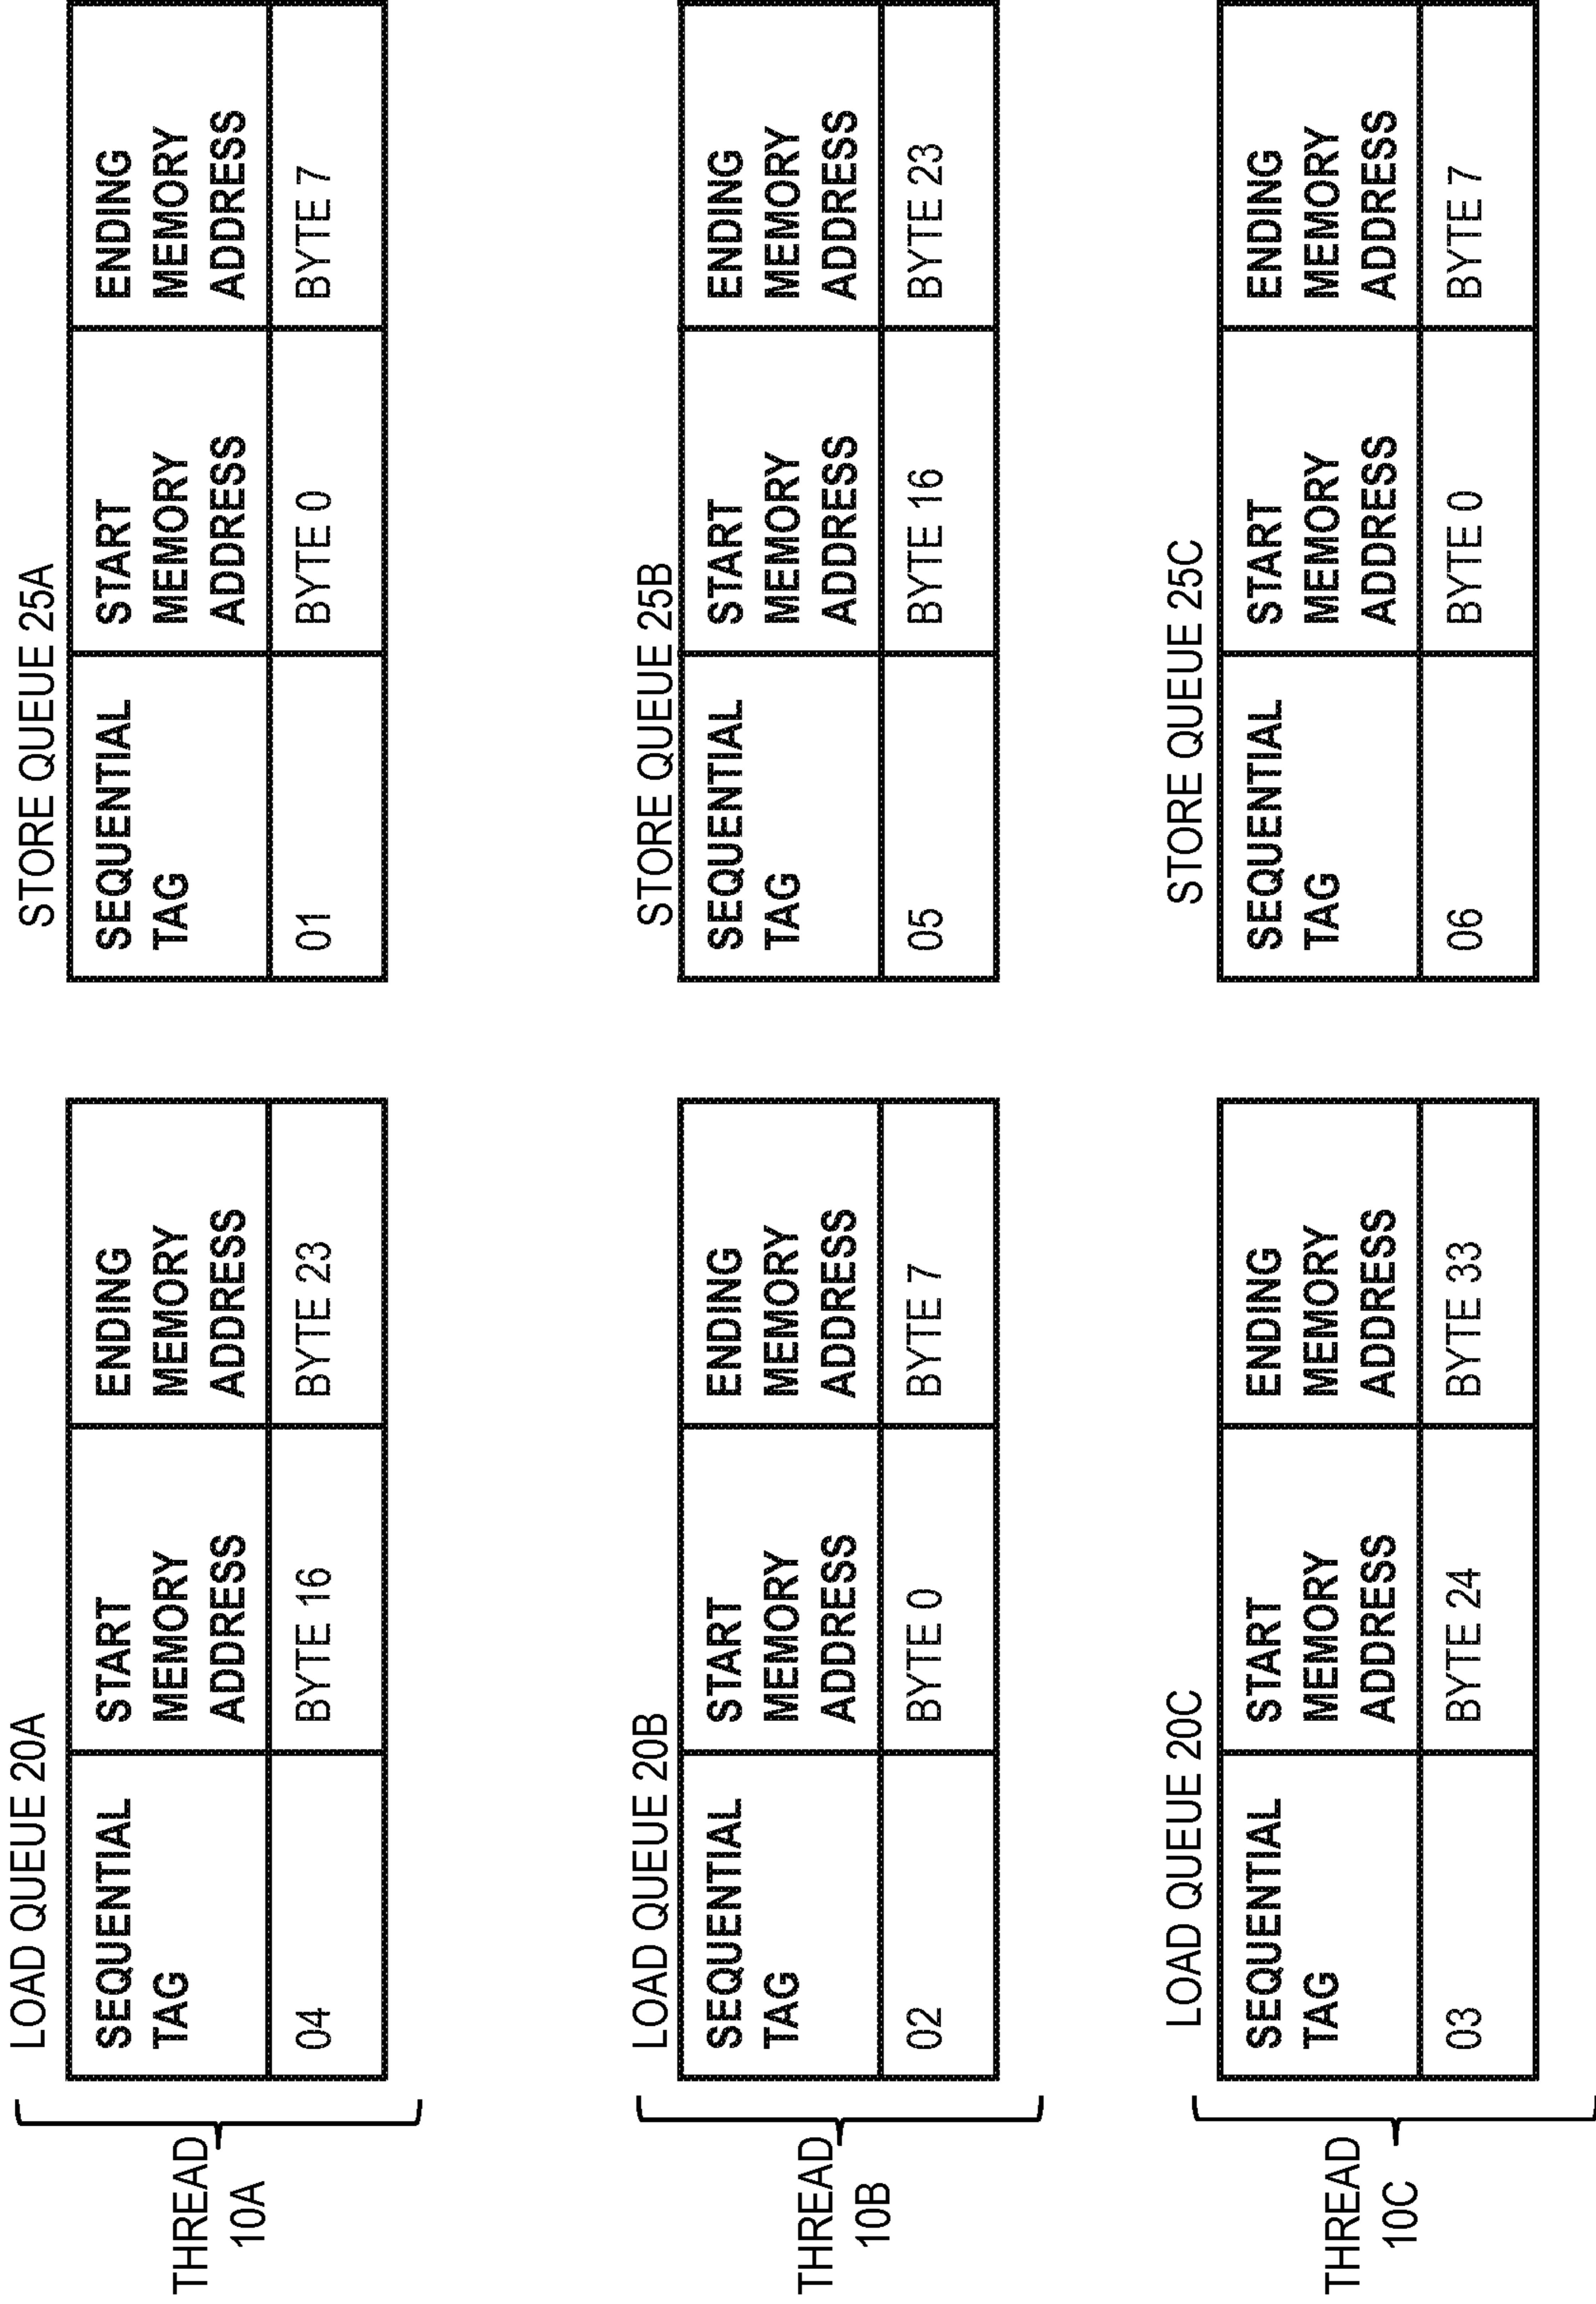 THREAD
10A
LOAD QUEUE 20A
SEQUENTIAL
TAG
START
MEMORY
ADDRESS
ENDING
MEMORY
ADDRESS
04
BYTE 16
BYTE 23
STORE QUEUE 25A
SEQUENTIAL
TAG
START
MEMORY
ADDRESS
ENDING
MEMORY
ADDRESS
01
BYTE 0
BYTE 7
THREAD
10B
LOAD QUEUE 20B
SEQUENTIAL
TAG
START
MEMORY
ADDRESS
ENDING
MEMORY
ADDRESS
02
BYTE 0
BYTE 7
STORE QUEUE 25B
SEQUENTIAL
TAG
START
MEMORY
ADDRESS
ENDING
MEMORY
ADDRESS
05
BYTE 16
BYTE 23
THREAD
10C
LOAD QUEUE 20C
SEQUENTIAL
TAG
START
MEMORY
ADDRESS
ENDING
MEMORY
ADDRESS
03
BYTE 24
BYTE 33
STORE QUEUE 25C
SEQUENTIAL
TAG
START
MEMORY
ADDRESS
ENDING
MEMORY
ADDRESS
06
BYTE 0
BYTE 7